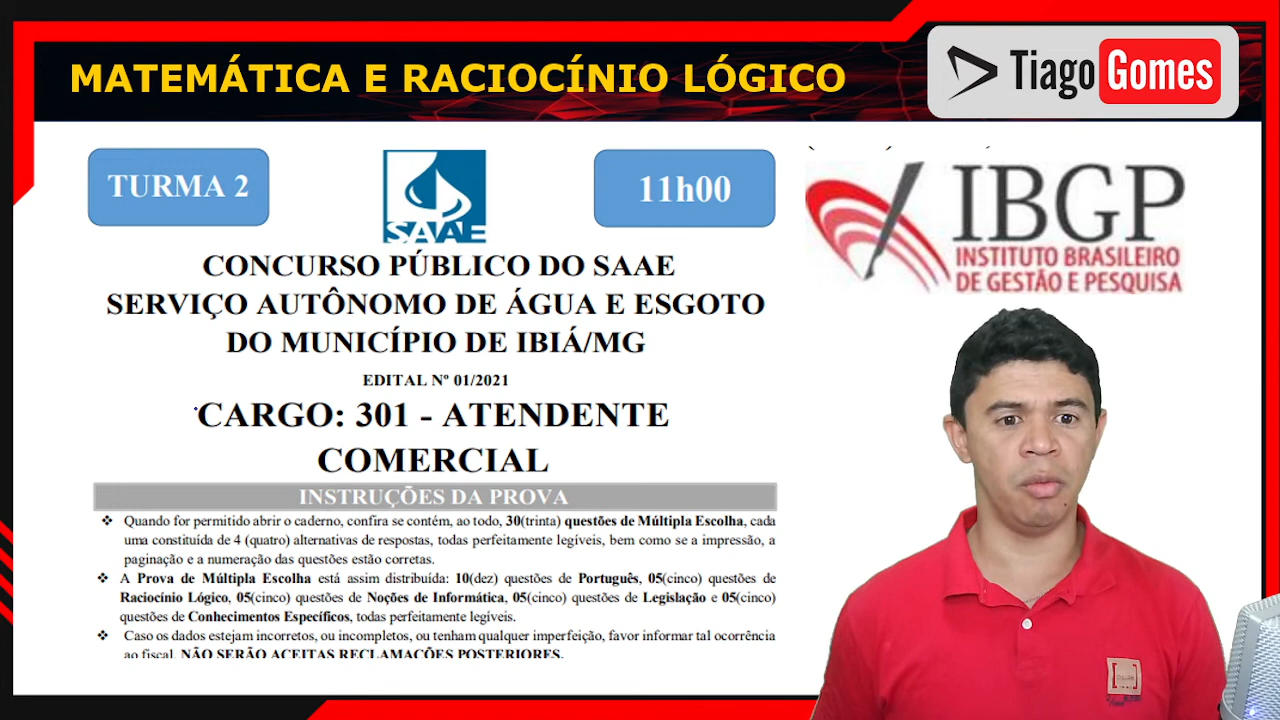 MATEMÁTICA E RACIOCÍNIO LÓGICO
Tiago Gomes
TURMA 2
SAAE
11h00
IBGP
INSTITUTO BRASILEIRO
DE GESTÃO E PESQUISA
CONCURSO PÚBLICO DO SAAE
SERVIÇO AUTÔNOMO DE ÁGUA E ESGOTO
DO MUNICÍPIO DE IBIÁ/MG
EDITAL Nº 01/2021
CARGO: 301 - ATENDENTE
COMERCIAL
INSTRUÇÕES DA PROVA
❖ Quando for permitido abrir o caderno, confira se contém, ao todo, 30(trinta) questões de Múltipla Escolha, cada
uma constituída de 4 (quatro) alternativas de respostas, todas perfeitamente legíveis, bem como se a impressão, a
paginação e a numeração das questões estão corretas.
❖ A Prova de Múltipla Escolha está assim distribuída: 10(dez) questões de Português, 05(cinco) questões de
Raciocínio Lógico, 05(cinco) questões de Noções de Informática, 05(cinco) questões de Legislação e 05(cinco)
questões de Conhecimentos Específicos, todas perfeitamente legíveis.
❖ Caso os dados estejam incorretos, ou incompletos, ou tenham qualquer imperfeição, favor informar tal ocorrência
ao fiscal. NÃO SERÃO ACEITAS RECLAMAÇÕES POSTERIORES.